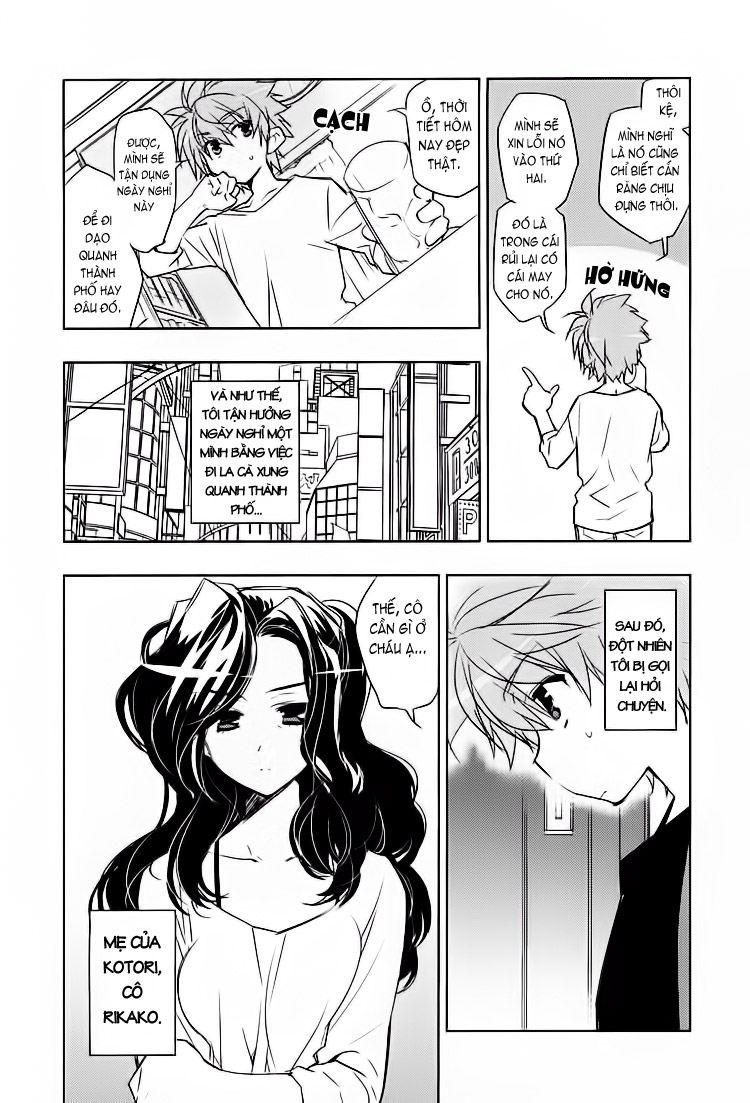 THÔI
KỆ,
MÌNH NGHĨ
LÀ NÓ CŨNG
CHỈ BIẾT CẮN
RĂNG CHỊU
ĐỰNG THÔI.
MÌNH SẼ
XIN LỖI NÓ
VÀO THỨ
HAI.
ĐÓ LÀ
TRONG CÁI
RỦI LẠI CÓ
CÁI MAY
CHO NÓ.
HỜ HỮNG
Ồ, THỜI
TIẾT HÔM
NAY ĐẸP
THẬT.
CẠCH
ĐƯỢC,
MÌNH SẼ
TẬN DỤNG
NGÀY NGHỈ
NÀY
ĐỂ ĐI
DẠO
QUANH
THÀNH
PHỐ HAY
ĐÂU ĐÓ.
VÀ NHƯ THẾ,
TÔI TẬN HƯỞNG
NGÀY NGHỈ MỘT
MÌNH BẰNG VIỆC
ĐI LA CÀ XUNG
QUANH THÀNH
PHỐ...
30
300
P
SAU ĐÓ,
ĐỘT NHIÊN
TÔI BỊ GỌI
LẠI HỎI
CHUYỆN.
THẾ, CÔ
CẦN GÌ Ở
CHÁU Ạ...
MẸ CỦA
KOTORI,
CÔ
RIKAKO.